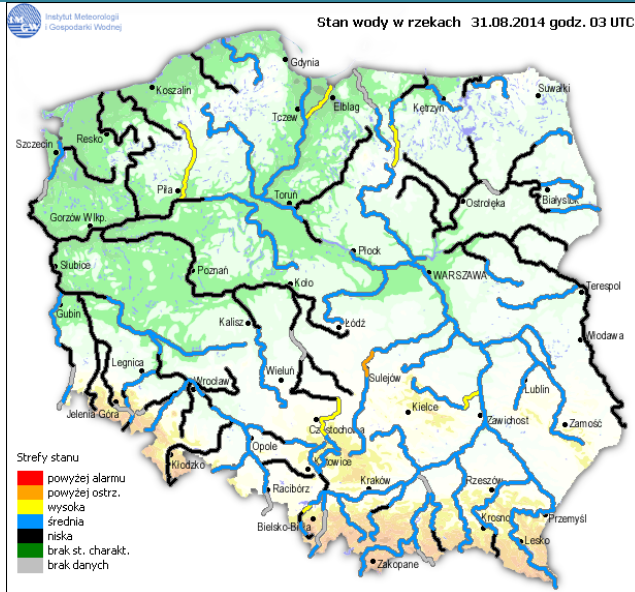 Instytut Meteorologii
i Gospodarki Wodnej
Stan wody w rzekach 31.08.2014 godz. 03 UTC
Gdynia
Koszalin
Suwałki
Elbląg
Kętrzyn
Tczew
Resko
Szczecin
Piła
Białystok
Toruń
Ostrołęka
Gorzów Wlkp.
Płock
Słubice
Poznań
WARSZAWA
Koło
Terespol
Gubin
Kalisz
Łódź
Włodawa
Legnica
Wieluń
Sulejów
Wrocław
Lublin
Kielce
Jelenia Góra
Częstochowa
Zawichost
Zamość
Opole
Strefy stanu
Kłodzko
Katowice
powyżej alarmu
Racibórz
Kraków
Rzeszów
powyżej ostrz.
wysoka
Przemyśl
średnia
Bielsko-Biała
Krosno
niska
Lesko
brak st. charakt.
Zakopane
brak danych